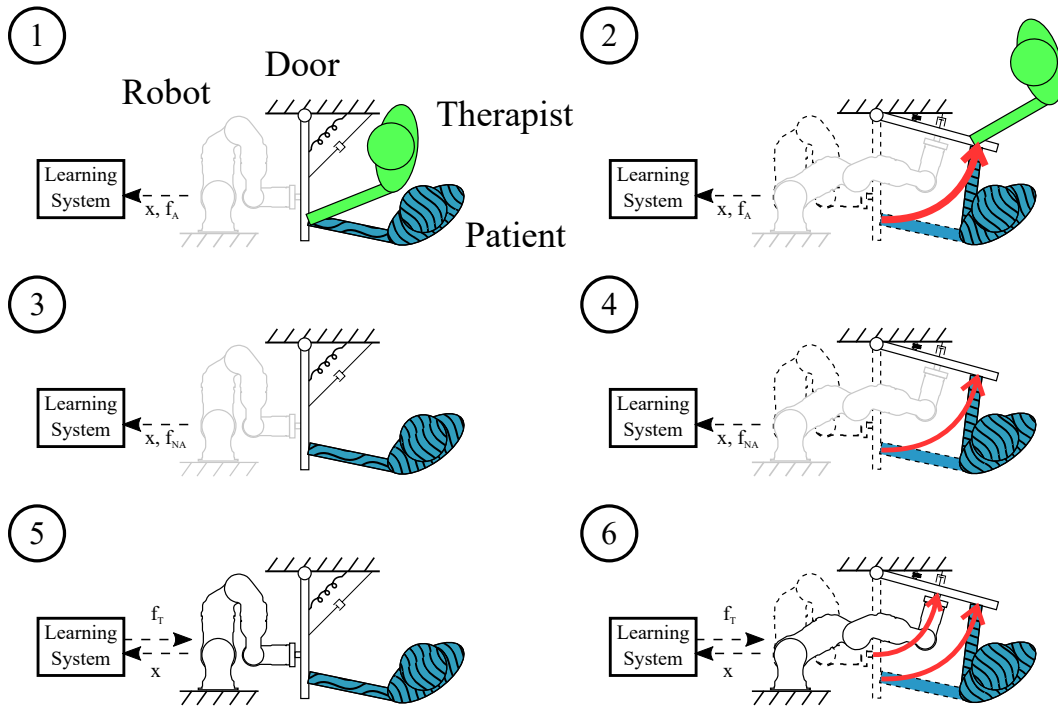 1
2
Door
Robot
Therapist
Patient
Learning
System
x, f_A
Learning
System
x, f_A
3
4
Learning
System
x, f_NA
Learning
System
x, f_NA
5
6
Learning
System
f_T
x
Learning
System
f_T
x